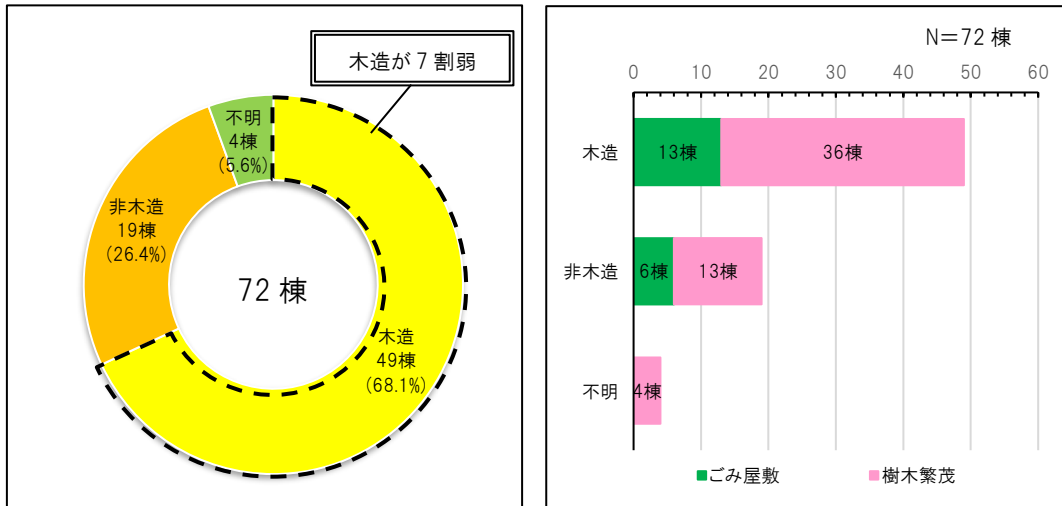 木造が7割弱
不明
4棟
(5.6%)
非木造
19棟
(26.4%)
72棟
木造
49棟
(68.1%)
N=72棟
0 10 20 30 40 50 60
木造 13棟 36棟
非木造 6棟 13棟
不明 4棟
ごみ屋敷 樹木繁茂